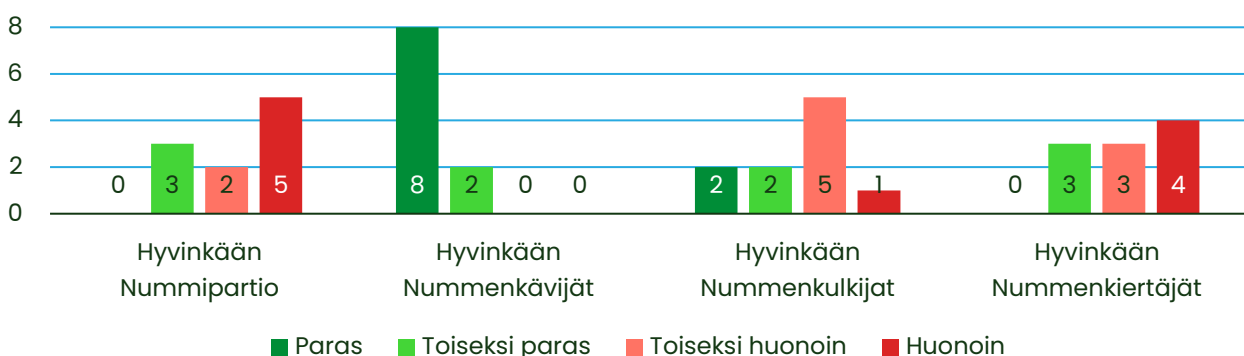 8
6
4
2
0
0 3 2 5 8 2 0 0 2 2 5 1 0 3 3 4
Hyvinkään Nummipartio
Hyvinkään Nummenkävijät
Hyvinkään Nummenkulkijat
Hyvinkään Nummenkiertäjät
Paras Toiseksi paras Toiseksi huonoin Huonoin